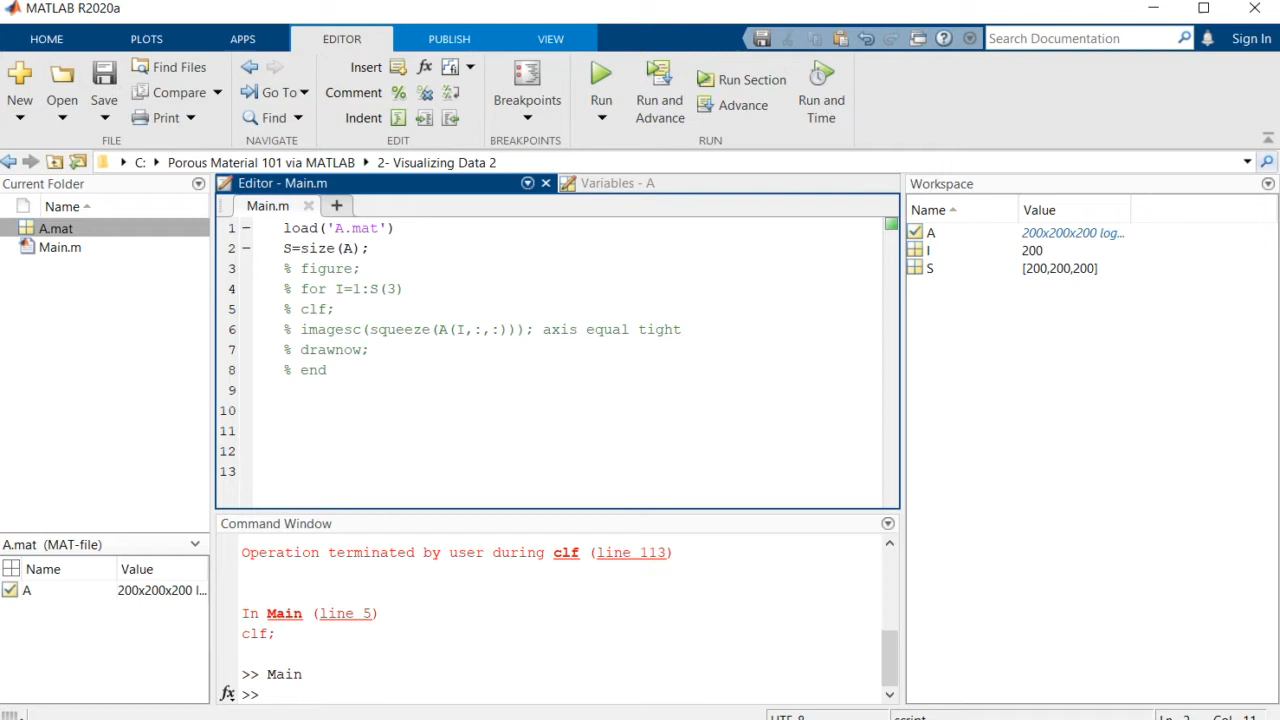 MATLAB R2020a
HOME PLOTS APPS EDITOR PUBLISH VIEW Search Documentation Sign In
New Open Save Find Files Compare Print
FILE
Go To Find
NAVIGATE
Insert fx
Comment
Indent
EDIT
Breakpoints
BREAKPOINTS
Run Run and Advance Run Section Advance Run and Time
RUN
C: Porous Material 101 via MATLAB 2- Visualizing Data 2
Current Folder
Name
A.mat
Main.m
A.mat (MAT-file)
Name Value
A 200x200x200 l...
Editor - Main.m Variables - A
Main.m
1 load('A.mat')
2 S=size(A);
3 % figure;
4 % for I=1:S(3)
5 % clf;
6 % imagesc(squeeze(A(I,:,:))); axis equal tight
7 % drawnow;
8 % end
9
10
11
12
13
Command Window
Operation terminated by user during clf (line 113)
In Main (line 5)
clf;
>> Main
fx >>
Workspace
Name Value
A 200x200x200 log...
I 200
S [200,200,200]
UTF-8 script Ln 2 Col 11